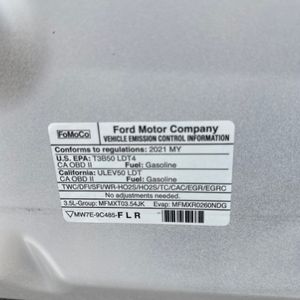 FoMoCo
Ford Motor Company
VEHICLE EMISSION CONTROL INFORMATION
Conforms to regulations: 2021 MY
U.S. EPA: T3B50 LDT4
CA OBD II Fuel: Gasoline
California: ULEV50 LDT
CA OBD II Fuel: Gasoline
TWC/DFI/SFI/WR-HO2S/HO2S/TC/CAC/EGR/EGRC
No adjustments needed.
3.5L-Group: MFMXT03.54JK Evap: MFMXR0260NDG
MW7E-9C485-FLR